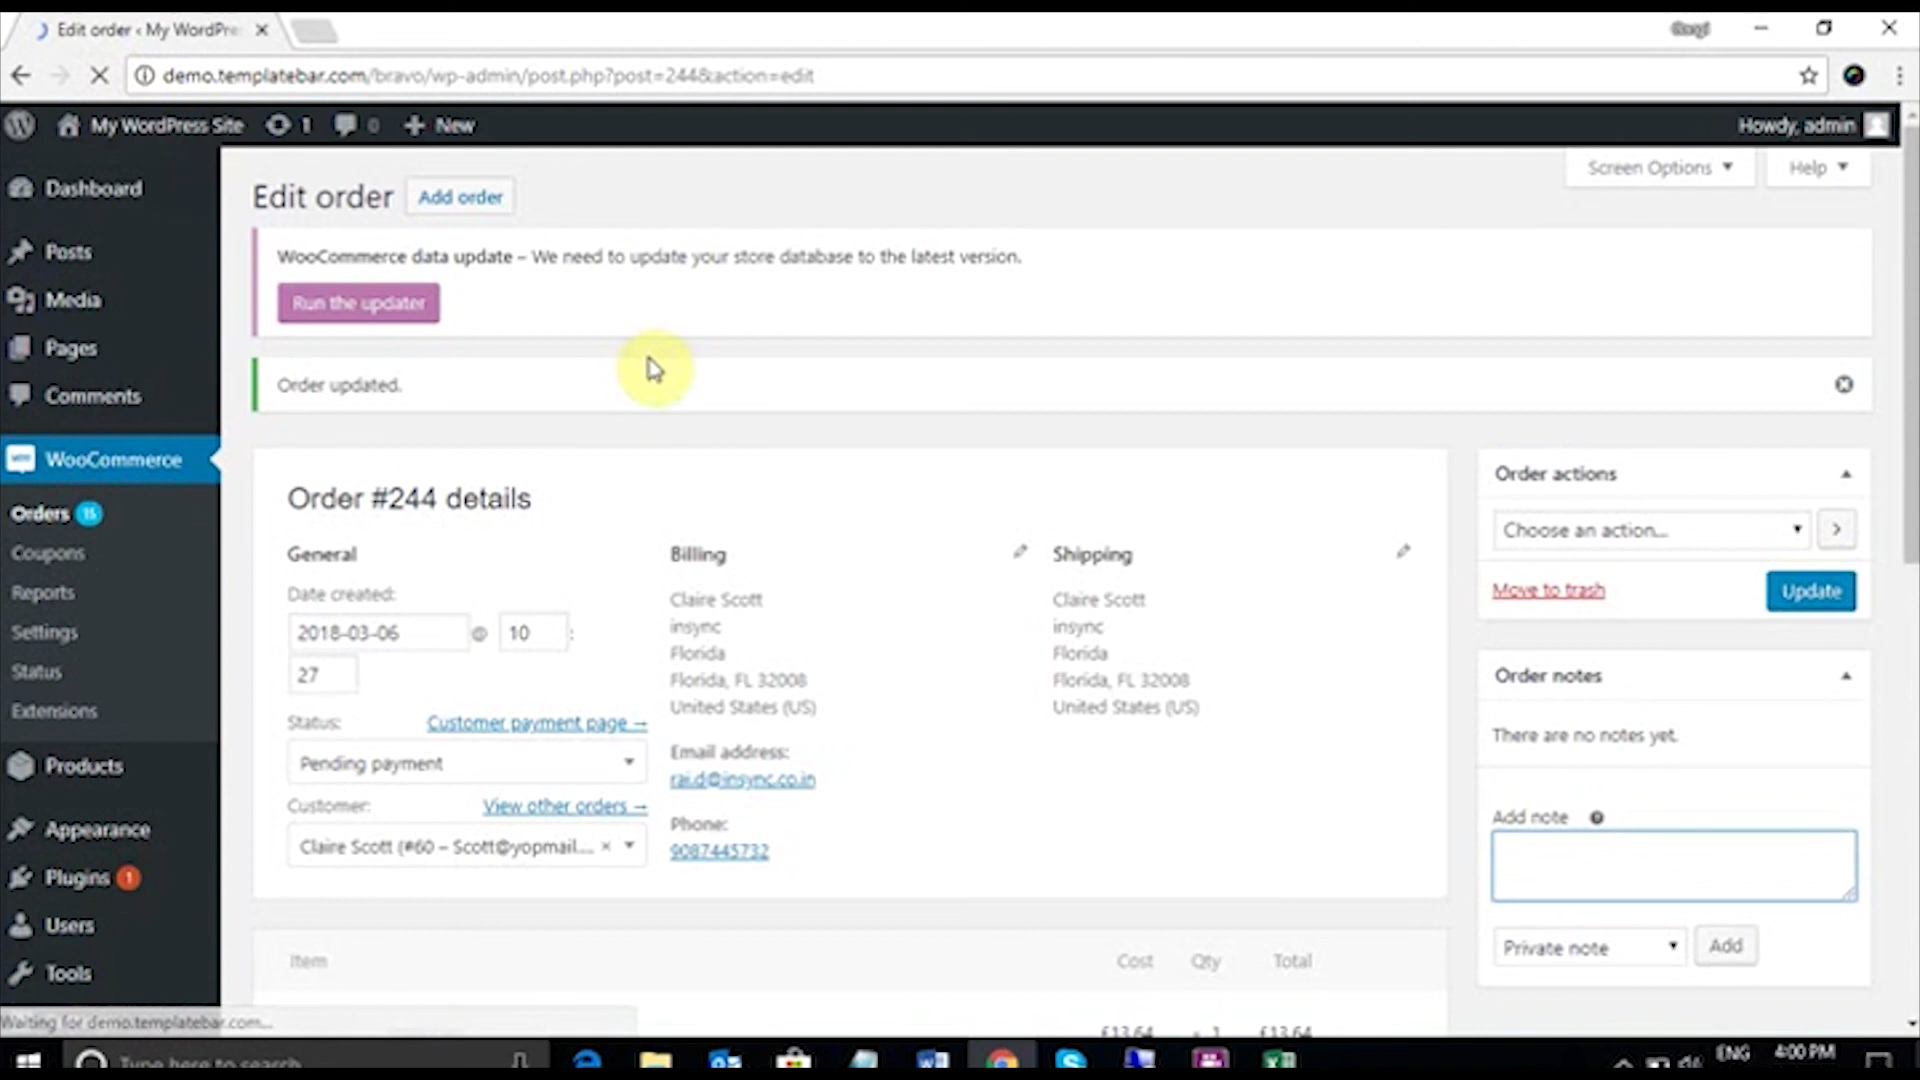 Edit order ‹ My WordPre
demo.templatebar.com/bravo/wp-admin/post.php?post=244&action=edit
My WordPress Site 1 0 New
Howdy, admin
Screen Options
Help
Dashboard
Posts
Media
Pages
Comments
WooCommerce
Orders 15
Coupons
Reports
Settings
Status
Extensions
Products
Appearance
Plugins 1
Users
Tools
Edit order
Add order
WooCommerce data update – We need to update your store database to the latest version.
Run the updater
Order updated.
Order #244 details
General
Date created:
2018-03-06 @ 10 :
27
Status:
Customer payment page →
Pending payment
Customer:
View other orders →
Claire Scott (#60 – Scott@yopmail.... ×
Billing
Claire Scott
insync
Florida
Florida, FL 32008
United States (US)
Email address:
rai.d@insync.co.in
Phone:
9087445732
Shipping
Claire Scott
insync
Florida
Florida, FL 32008
United States (US)
Order actions
Choose an action...
Move to trash
Update
Order notes
There are no notes yet.
Add note
Private note
Add
Item Cost Qty Total
£13.64 × 1 £13.64
Waiting for demo.templatebar.com...
Type here to search
ENG
4:00 PM